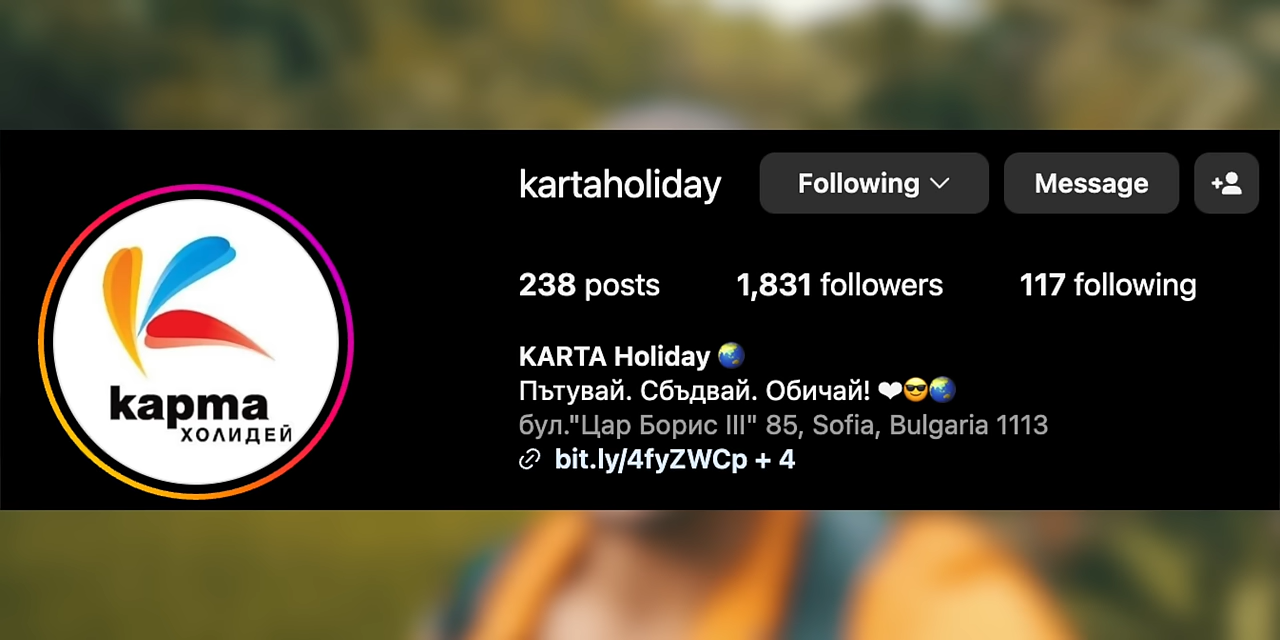 kartaholiday Following Message
238 posts 1,831 followers 117 following
KARTA Holiday 🌏
Пътувай. Сбъдвай. Обичай! ❤😎🌏
бул."Цар Борис III" 85, Sofia, Bulgaria 1113
bit.ly/4fyZWCp + 4
карта
ХОЛИДЕЙ